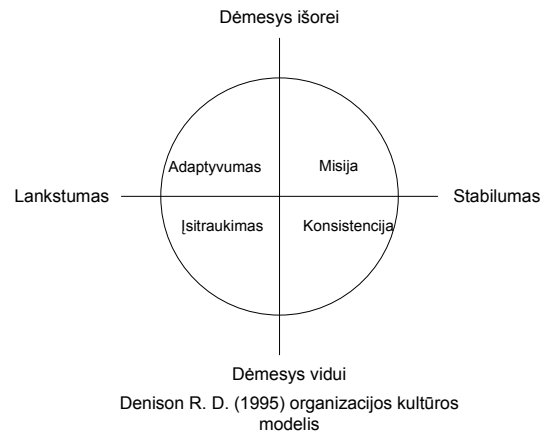 Dėmesys išorei
Adaptyvumas
Misija
Lankstumas
Stabilumas
Įsitraukimas
Konsistencija
Dėmesys vidui
Denison R. D. (1995) organizacijos kultūros
modelis